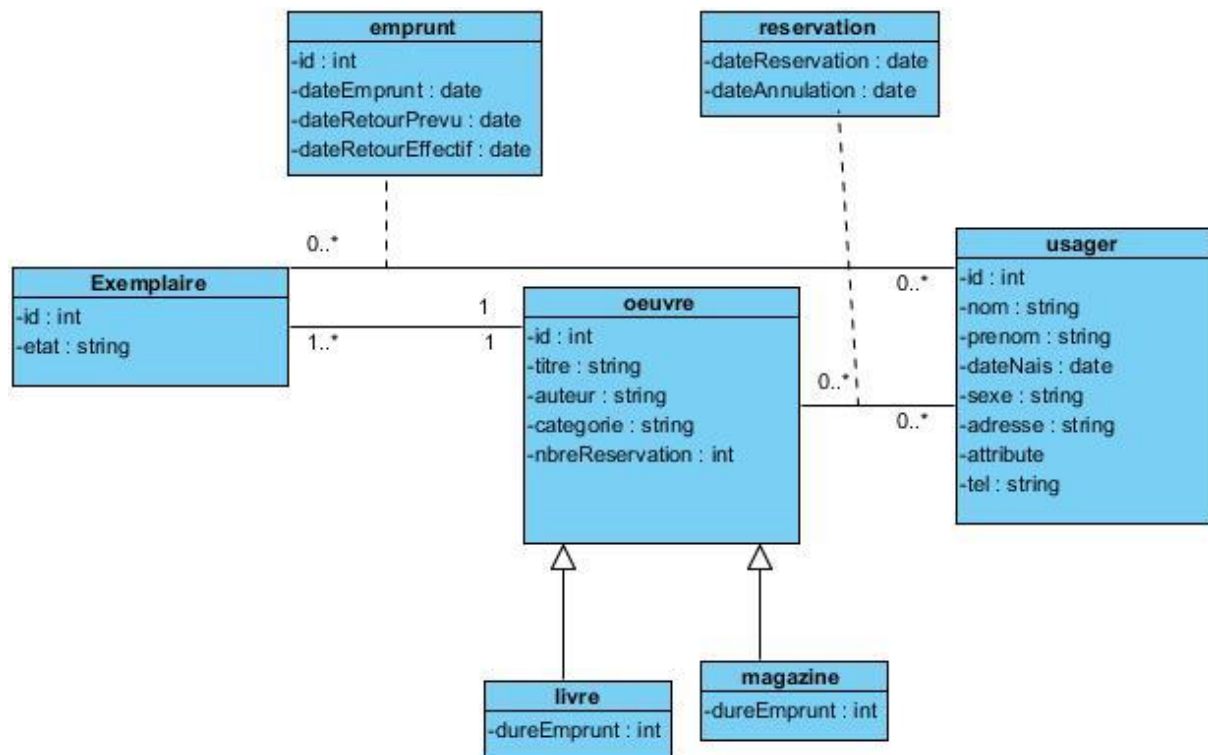 emprunt
-id : int
-dateEmprunt : date
-dateRetourPrevu : date
-dateRetourEffectif : date
reservation
-dateReservation : date
-dateAnnulation : date
0..*
0..*
Exemplaire
-id : int
-etat : string
1
1..*
1
oeuvre
-id : int
-titre : string
-auteur : string
-categorie : string
-nbreReservation : int
0..*
0..*
usager
-id : int
-nom : string
-prenom : string
-dateNais : date
-sexe : string
-adresse : string
-attribute
-tel : string
livre
-dureEmprunt : int
magazine
-dureEmprunt : int